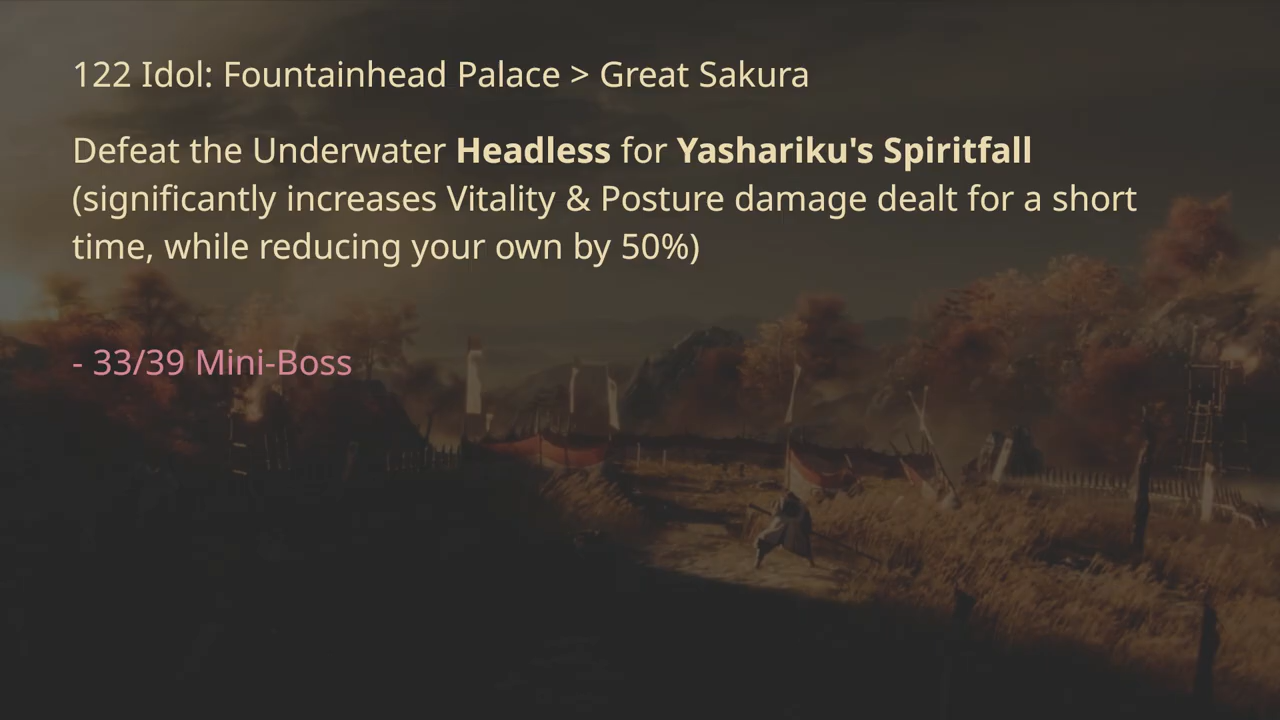 122 Idol: Fountainhead Palace > Great Sakura
Defeat the Underwater Headless for Yashariku's Spiritfall
(significantly increases Vitality & Posture damage dealt for a short
time, while reducing your own by 50%)
- 33/39 Mini-Boss